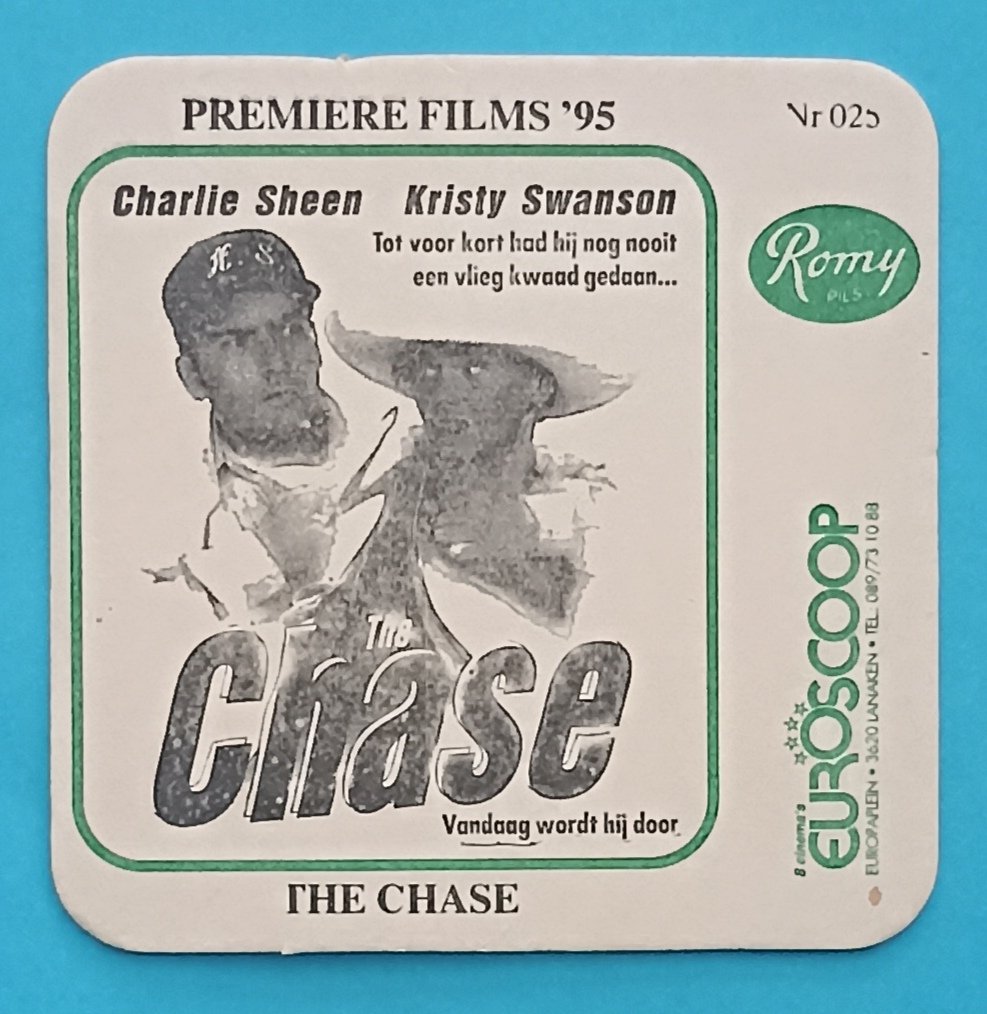 PREMIERE FILMS '95
Nr 025
Charlie Sheen Kristy Swanson
Tot voor kort had hij nog nooit
een vlieg kwaad gedaan...
H. S
Romy
PILS
The
Chase
Vandaag wordt hij door
THE CHASE
8 cinema's
EUROSCOOP
EUROPAPLEIN • 3620 LANAKEN • TEL. 089/73 10 88